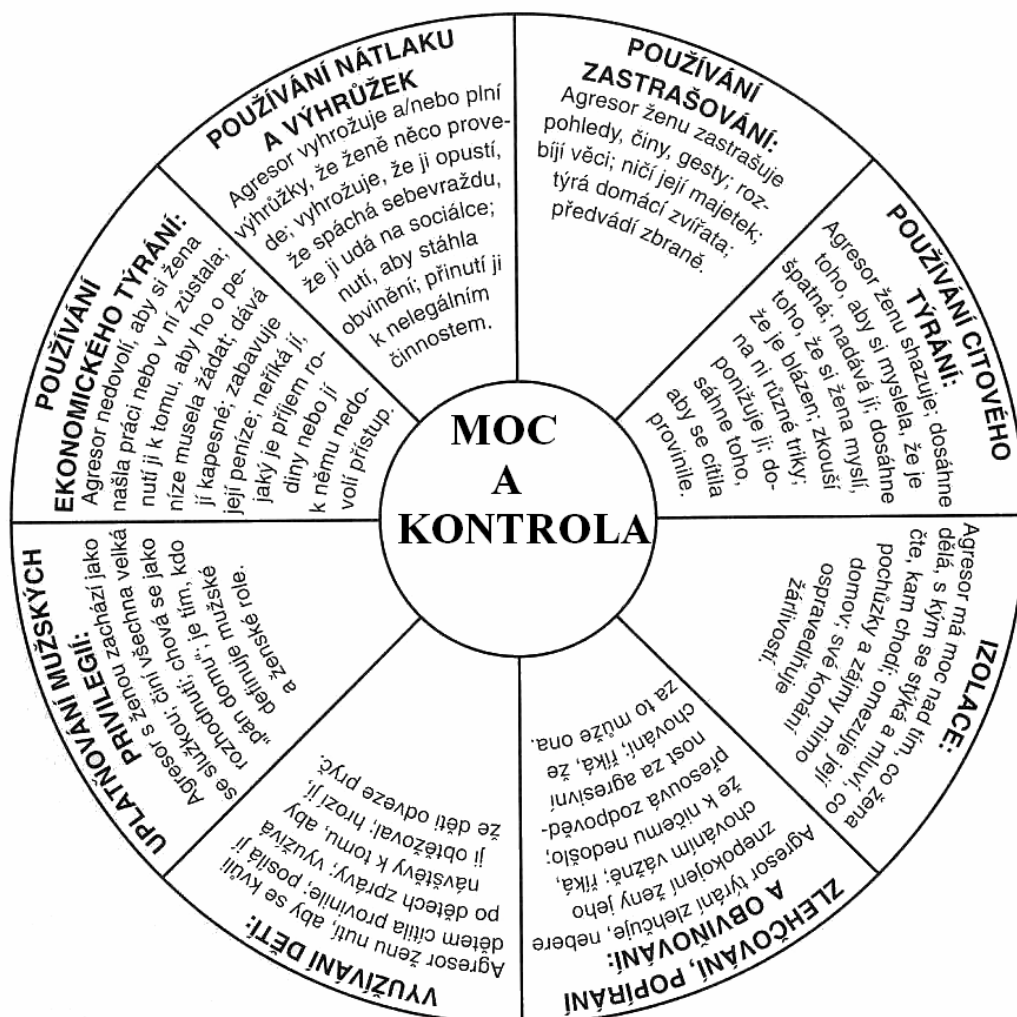 MOC
A
KONTROLA
POUŽÍVÁNÍ NÁTLAKU
A VÝHRŮŽEK
Agresor vyhrožuje a/nebo plní
výhrůžky, že ženě něco prove-
de; vyhrožuje, že ji opustí,
že spáchá sebevraždu,
že ji udá na sociálce;
nutí, aby stáhla
obvinění; přinutí ji
k nelegálním
činnostem.
POUŽÍVÁNÍ
ZASTRAŠOVÁNÍ:
Agresor ženu zastrašuje
pohledy, činy, gesty; roz-
bíjí věci; ničí její majetek;
týrá domácí zvířata;
předvádí zbraně.
POUŽÍVÁNÍ CITOVÉHO
TÝRÁNÍ:
Agresor ženu shazuje; dosáhne
toho, aby si myslela, že je
špatná; nadává jí; dosáhne
toho, že si žena myslí,
že je blázen; zkouší
na ní různé triky;
ponižuje ji; do-
sáhne toho,
aby se cítila
provinile.
IZOLACE:
Agresor má moc nad tím, co žena
dělá, s kým se stýká a mluví, co
čte, kam chodí; omezuje její
pochůzky a zájmy mimo
domov; své konání
ospravedlňuje
žárlivostí;
ZLEHČOVÁNÍ, POPÍRÁNÍ
A OBVIŇOVÁNÍ:
Agresor týrání zlehčuje, nebere
znepokojení ženy jeho
chováním vážně; říká,
že k ničemu nedošlo;
přesouvá zodpověd-
nost za agresivní
chování; říká, že
za to může ona.
VYUŽÍVÁNÍ DĚTÍ:
Agresor ženu nutí, aby se kvůli
dětem cítila provinile; posílá jí
po dětech zprávy; využívá
návštěvy k tomu, aby
ji obtěžoval; hrozí jí,
že děti odveze pryč.
UPLATŇOVÁNÍ MUŽSKÝCH
PRIVILEGIÍ:
Agresor s ženou zachází jako
se služkou; činí všechna velká
rozhodnutí; chová se jako
„pán domu“, je tím, kdo
definuje mužské
a ženské role.
POUŽÍVÁNÍ
EKONOMICKÉHO TÝRÁNÍ:
Agresor nedovolí, aby si žena
našla práci nebo v ní zůstala;
nutí ji k tomu, aby ho o pe-
níze musela žádat; dává
jí kapesné; zabavuje
její peníze; neříká jí,
jaký je příjem ro-
diny nebo jí
k němu nedo-
volí přístup.